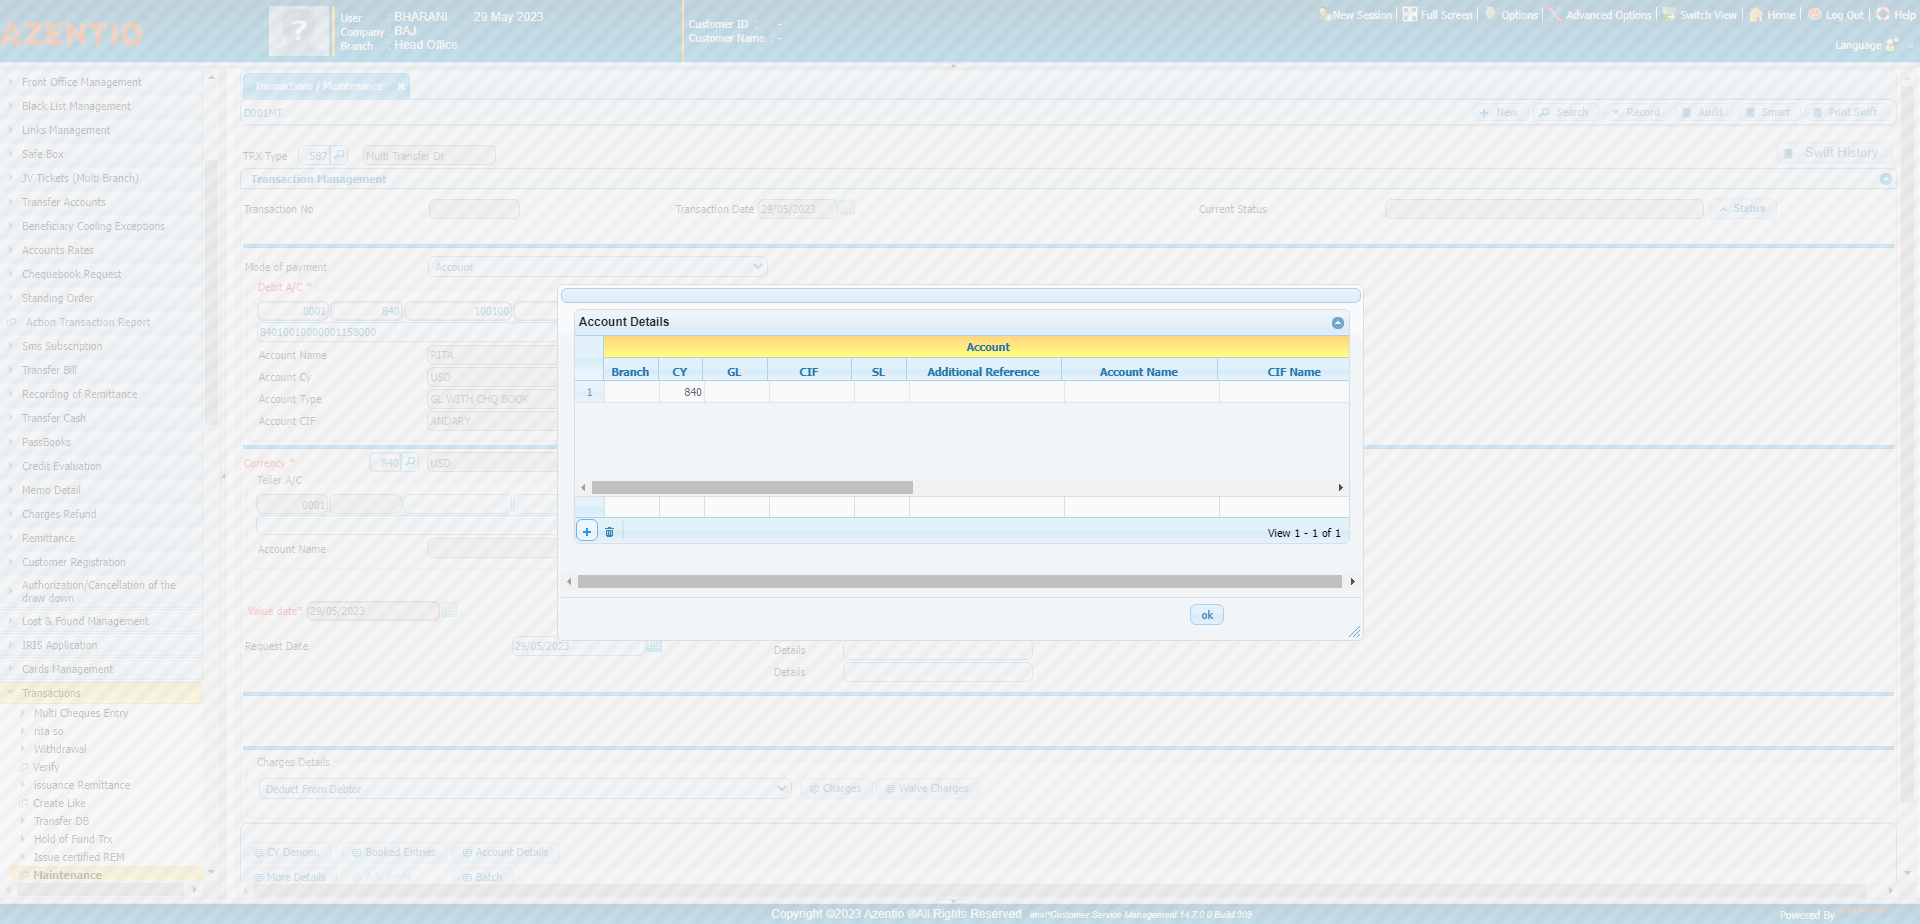 AZENTIO
?
User : BHARANI 29 May 2023
Company : BAJ
Branch : Head Office
Customer ID : -
Customer Name : -
New Session
Full Screen
Options
Advanced Options
Switch View
Home
Log Out
Help
Language
Front Office Management
Black List Management
Links Management
Safe Box
JV Tickets (Multi Branch)
Transfer Accounts
Beneficiary Cooling Exceptions
Accounts Rates
Chequebook Request
Standing Order
Action Transaction Report
Sms Subscription
Transfer Bill
Recording of Remittance
Transfer Cash
PassBooks
Credit Evaluation
Memo Detail
Charges Refund
Remittance
Customer Registration
Authorization/Cancellation of the
draw down
Lost & Found Management
IRIS Application
Cards Management
Transactions
Multi Cheques Entry
rita so
Withdrawal
Verify
issuance Remittance
Create Like
Transfer DB
Hold of Fund Trx
Issue certified REM
Maintenance
Transactions / Maintenance
D001MT
New
Search
Record
Audit
Smart
Print Swift
TRX Type 587 Multi Transfer Dr
Swift History
Transaction Management
Transaction No
Transaction Date 29/05/2023
Current Status
Status
Mode of payment Account
Debit A/C *
0001 840 100100
84010010000001158000
Account Name RITA
Account Cy USD
Account Type GL WITH CHQ BOOK
Account CIF ANDARY
Currency * 840 USD
Teller A/C
0001
Account Name
Value date* 29/05/2023
Request Date 29/05/2023
Details
Details
Account Details
Account
Branch CY GL CIF SL Additional Reference Account Name CIF Name
1 840
+
View 1 - 1 of 1
ok
Charges Details
Deduct From Debtor
Charges
Waive Charges
CY Denom.
Booked Entries
Account Details
More Details
Adv Profit
Batch
Copyright ©2023 Azentio ®All Rights Reserved imal*Customer Service Management 14.7.0.0 Build 309
Powered By